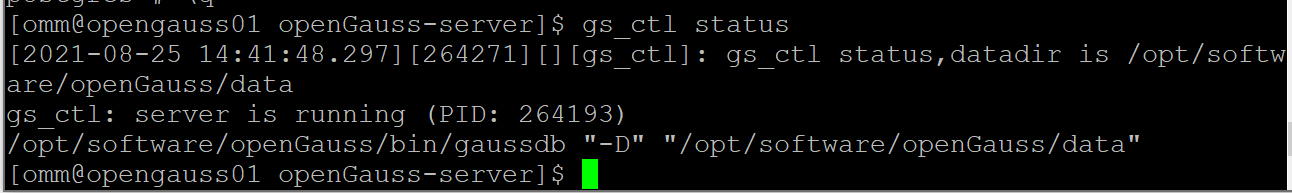 postgres-# \q
[omm@opengauss01 openGauss-server]$ gs_ctl status
[2021-08-25 14:41:48.297][264271][][gs_ctl]: gs_ctl status,datadir is /opt/softw
are/openGauss/data
gs_ctl: server is running (PID: 264193)
/opt/software/openGauss/bin/gaussdb "-D" "/opt/software/openGauss/data"
[omm@opengauss01 openGauss-server]$